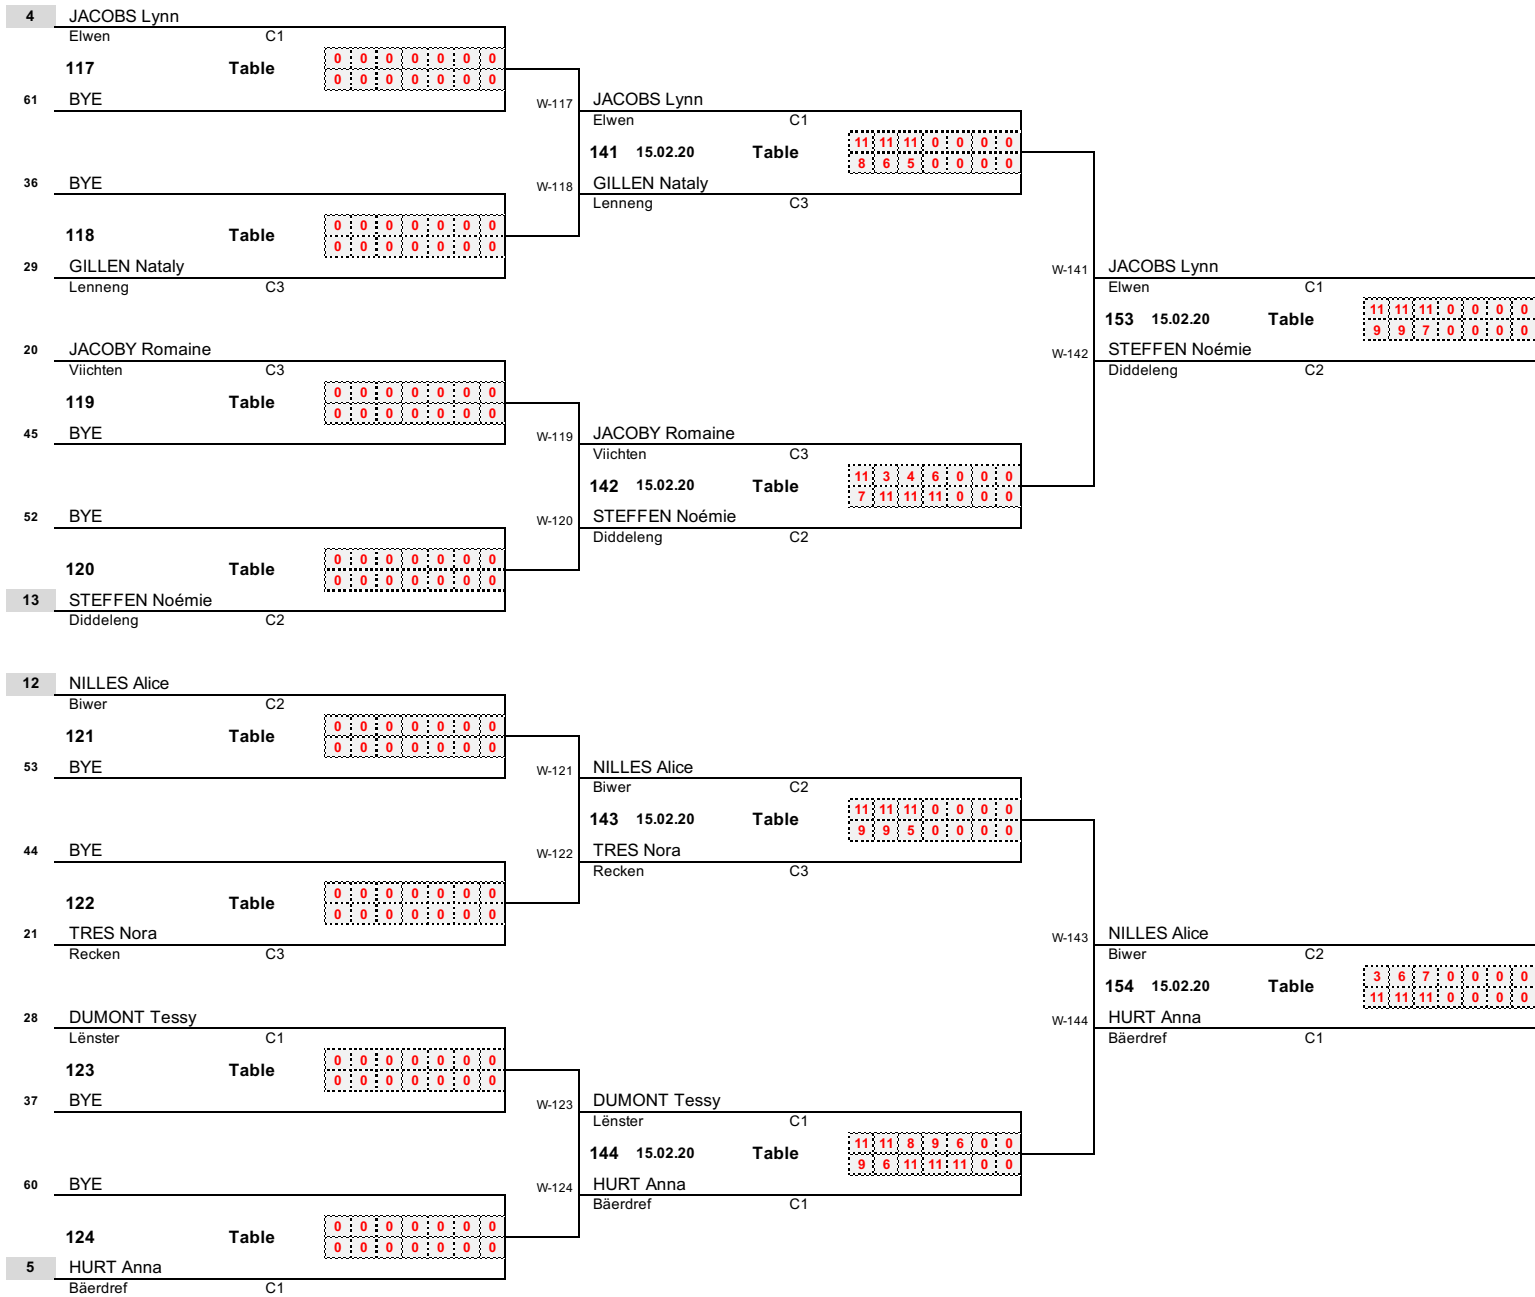 4 JACOBS Lynn
Elwen C1
117 Table 0 0 0 0 0 0 0
0 0 0 0 0 0 0
61 BYE
W-117 JACOBS Lynn
Elwen C1
141 15.02.20 Table 11 11 11 0 0 0 0
8 6 5 0 0 0 0
36 BYE
W-118 GILLEN Nataly
Lenneng C3
118 Table 0 0 0 0 0 0 0
0 0 0 0 0 0 0
29 GILLEN Nataly
Lenneng C3
W-141 JACOBS Lynn
Elwen C1
153 15.02.20 Table 11 11 11 0 0 0 0
9 9 7 0 0 0 0
20 JACOBY Romaine
Viichten C3
W-142 STEFFEN Noémie
Diddeleng C2
119 Table 0 0 0 0 0 0 0
0 0 0 0 0 0 0
45 BYE
W-119 JACOBY Romaine
Viichten C3
142 15.02.20 Table 11 3 4 6 0 0 0
7 11 11 11 0 0 0
52 BYE
W-120 STEFFEN Noémie
Diddeleng C2
120 Table 0 0 0 0 0 0 0
0 0 0 0 0 0 0
13 STEFFEN Noémie
Diddeleng C2
12 NILLES Alice
Biwer C2
121 Table 0 0 0 0 0 0 0
0 0 0 0 0 0 0
53 BYE
W-121 NILLES Alice
Biwer C2
143 15.02.20 Table 11 11 11 0 0 0 0
9 9 5 0 0 0 0
44 BYE
W-122 TRES Nora
Recken C3
122 Table 0 0 0 0 0 0 0
0 0 0 0 0 0 0
21 TRES Nora
Recken C3
W-143 NILLES Alice
Biwer C2
154 15.02.20 Table 3 6 7 0 0 0 0
11 11 11 0 0 0 0
28 DUMONT Tessy
Lënster C1
W-144 HURT Anna
Bäerdref C1
123 Table 0 0 0 0 0 0 0
0 0 0 0 0 0 0
37 BYE
W-123 DUMONT Tessy
Lënster C1
144 15.02.20 Table 11 11 8 9 6 0 0
9 6 11 11 11 0 0
60 BYE
W-124 HURT Anna
Bäerdref C1
124 Table 0 0 0 0 0 0 0
0 0 0 0 0 0 0
5 HURT Anna
Bäerdref C1